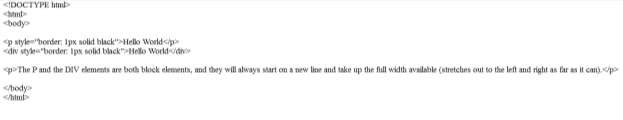 <!DOCTYPE html>
<html>
<body>
<p style="border: 1px solid black">Hello World</p>
<div style="border: 1px solid black">Hello World</div>
<p>The P and the DIV elements are both block elements, and they will always start on a new line and take up the full width available (stretches out to the left and right as far as it can).</p>
</body>
</html>